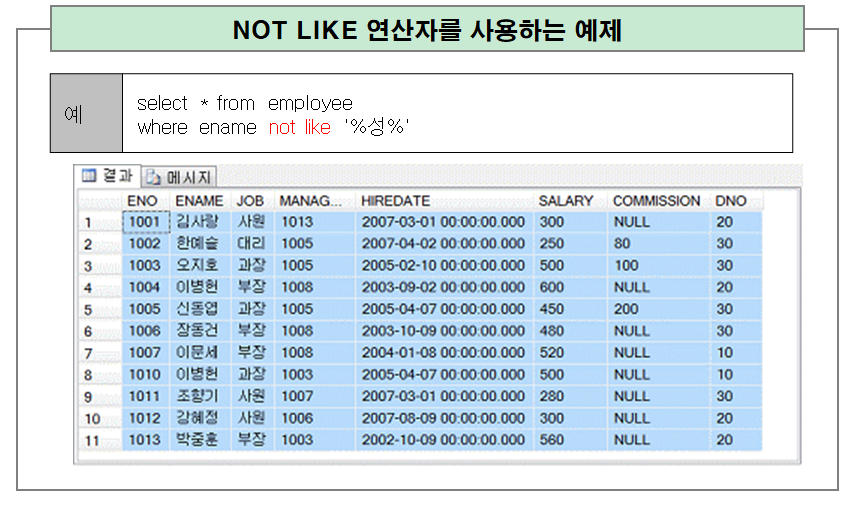 NOT LIKE 연산자를 사용하는 예제
예
select * from employee
where ename not like '%성%'
결과 메시지
ENO ENAME JOB MANAG... HIREDATE SALARY COMMISSION DNO
1 1001 김사랑 사원 1013 2007-03-01 00:00:00.000 300 NULL 20
2 1002 한예슬 대리 1005 2007-04-02 00:00:00.000 250 80 30
3 1003 오지호 과장 1005 2005-02-10 00:00:00.000 500 100 30
4 1004 이병헌 부장 1008 2003-09-02 00:00:00.000 600 NULL 20
5 1005 신동엽 과장 1005 2005-04-07 00:00:00.000 450 200 30
6 1006 장동건 부장 1008 2003-10-09 00:00:00.000 480 NULL 30
7 1007 이문세 부장 1008 2004-01-08 00:00:00.000 520 NULL 10
8 1010 이병헌 과장 1003 2005-04-07 00:00:00.000 500 NULL 10
9 1011 조향기 사원 1007 2007-03-01 00:00:00.000 280 NULL 30
10 1012 강혜정 사원 1006 2007-08-09 00:00:00.000 300 NULL 20
11 1013 박중훈 부장 1003 2002-10-09 00:00:00.000 560 NULL 20